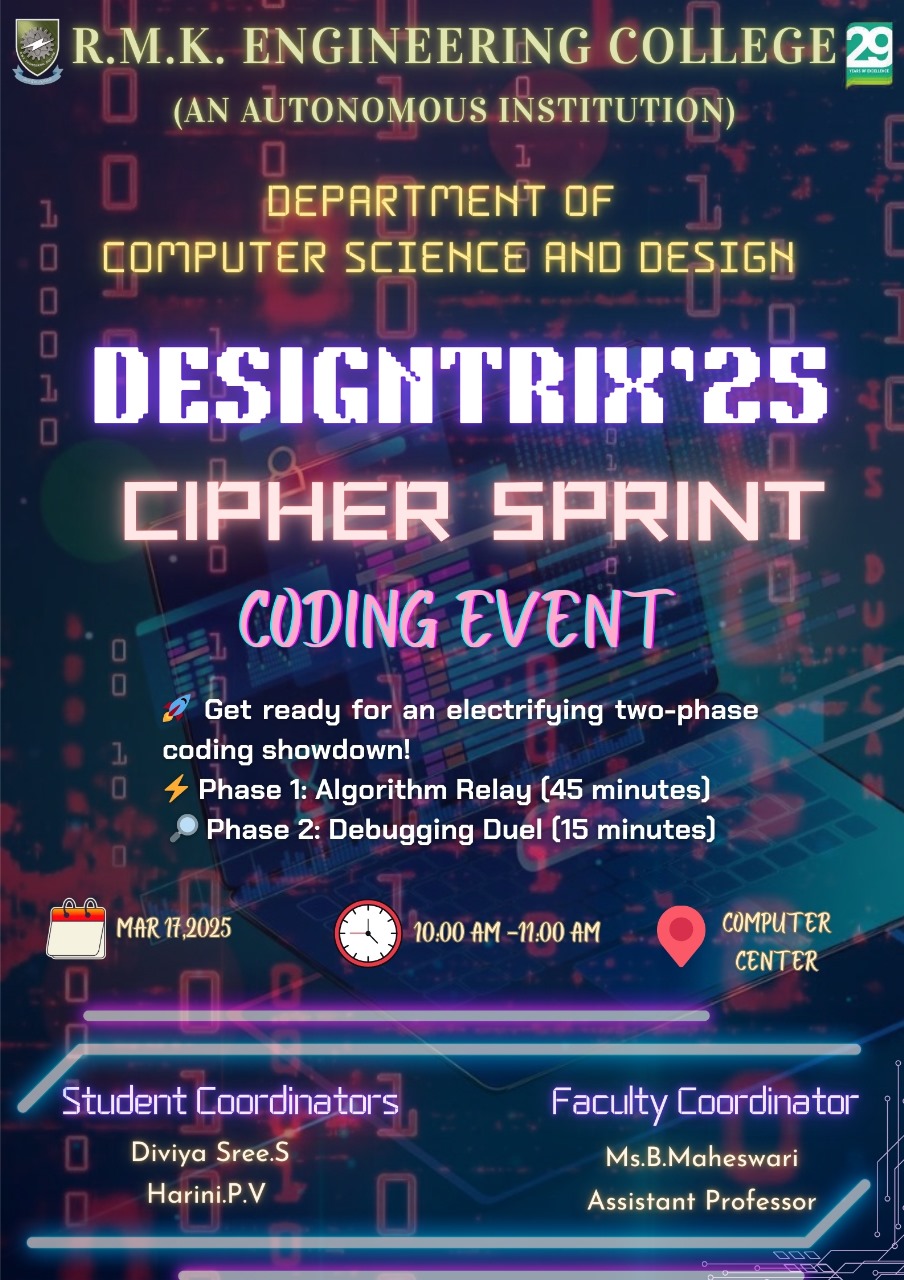 R.M.K. ENGINEERING COLLEGE
29
YEARS OF EXCELLENCE
(AN AUTONOMOUS INSTITUTION)
DEPARTMENT OF
COMPUTER SCIENCE AND DESIGN
DESIGNTRIX'25
CIPHER SPRINT
CODING EVENT
🚀 Get ready for an electrifying two-phase
coding showdown!
⚡ Phase 1: Algorithm Relay (45 minutes)
🔎 Phase 2: Debugging Duel (15 minutes)
MAR 17,2025
10.00 AM -11.00 AM
COMPUTER
CENTER
Student Coordinators
Faculty Coordinator
Diviya Sree.S
Harini.P.V
Ms.B.Maheswari
Assistant Professor